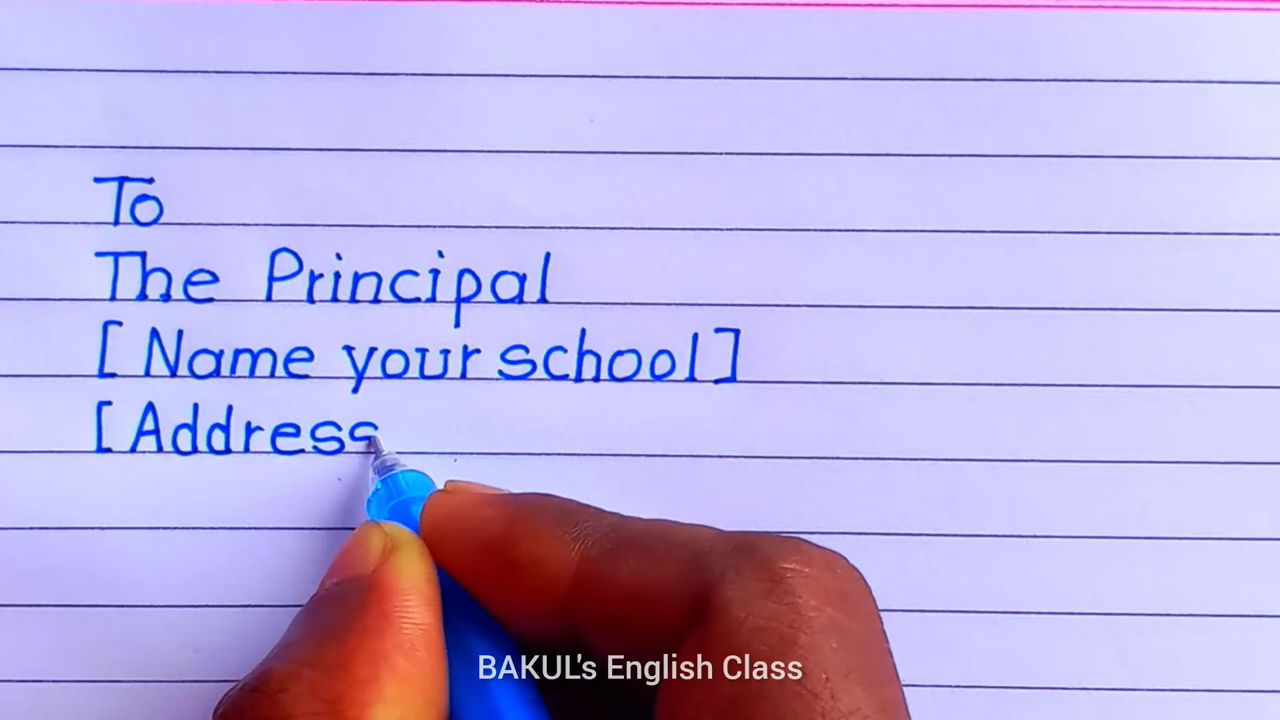 To
The Principal
[Name your school]
[Address
BAKUL's English Class